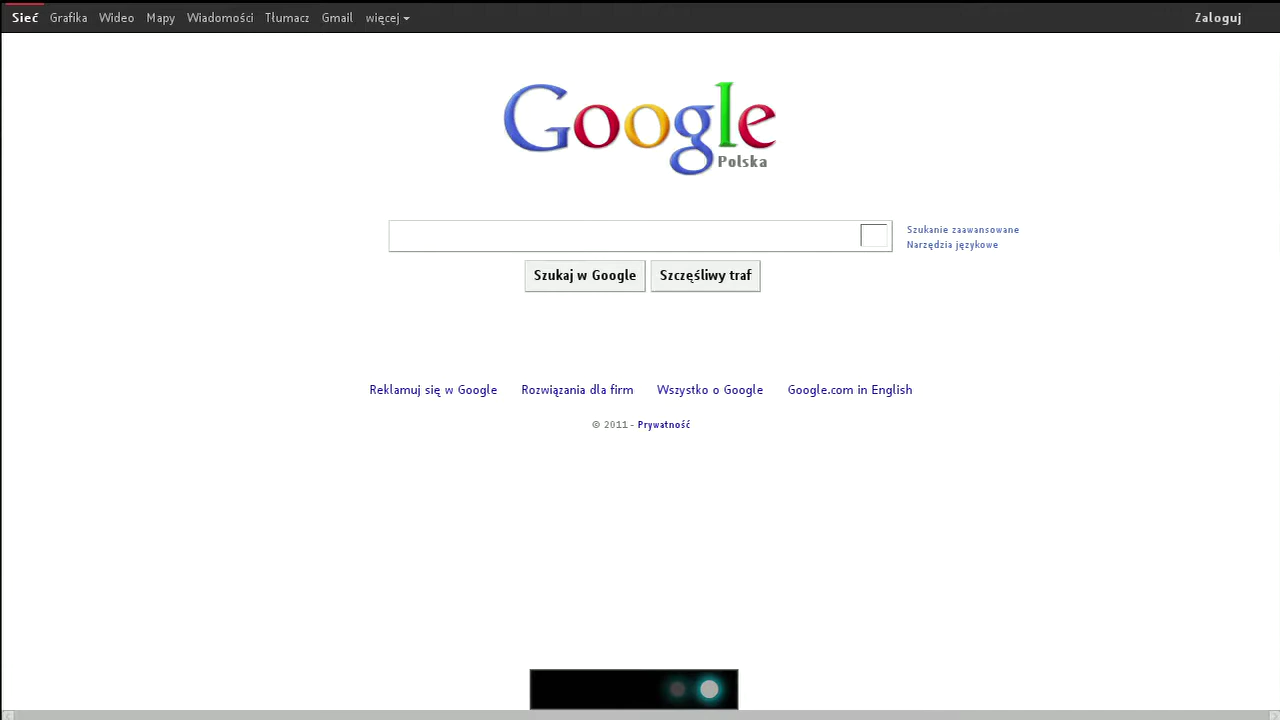 Sieć Grafika Wideo Mapy Wiadomości Tłumacz Gmail więcej Zaloguj
Google
Polska
Szukanie zaawansowane
Narzędzia językowe
Szukaj w Google Szczęśliwy traf
Reklamuj się w Google Rozwiązania dla firm Wszystko o Google Google.com in English
© 2011 - Prywatność